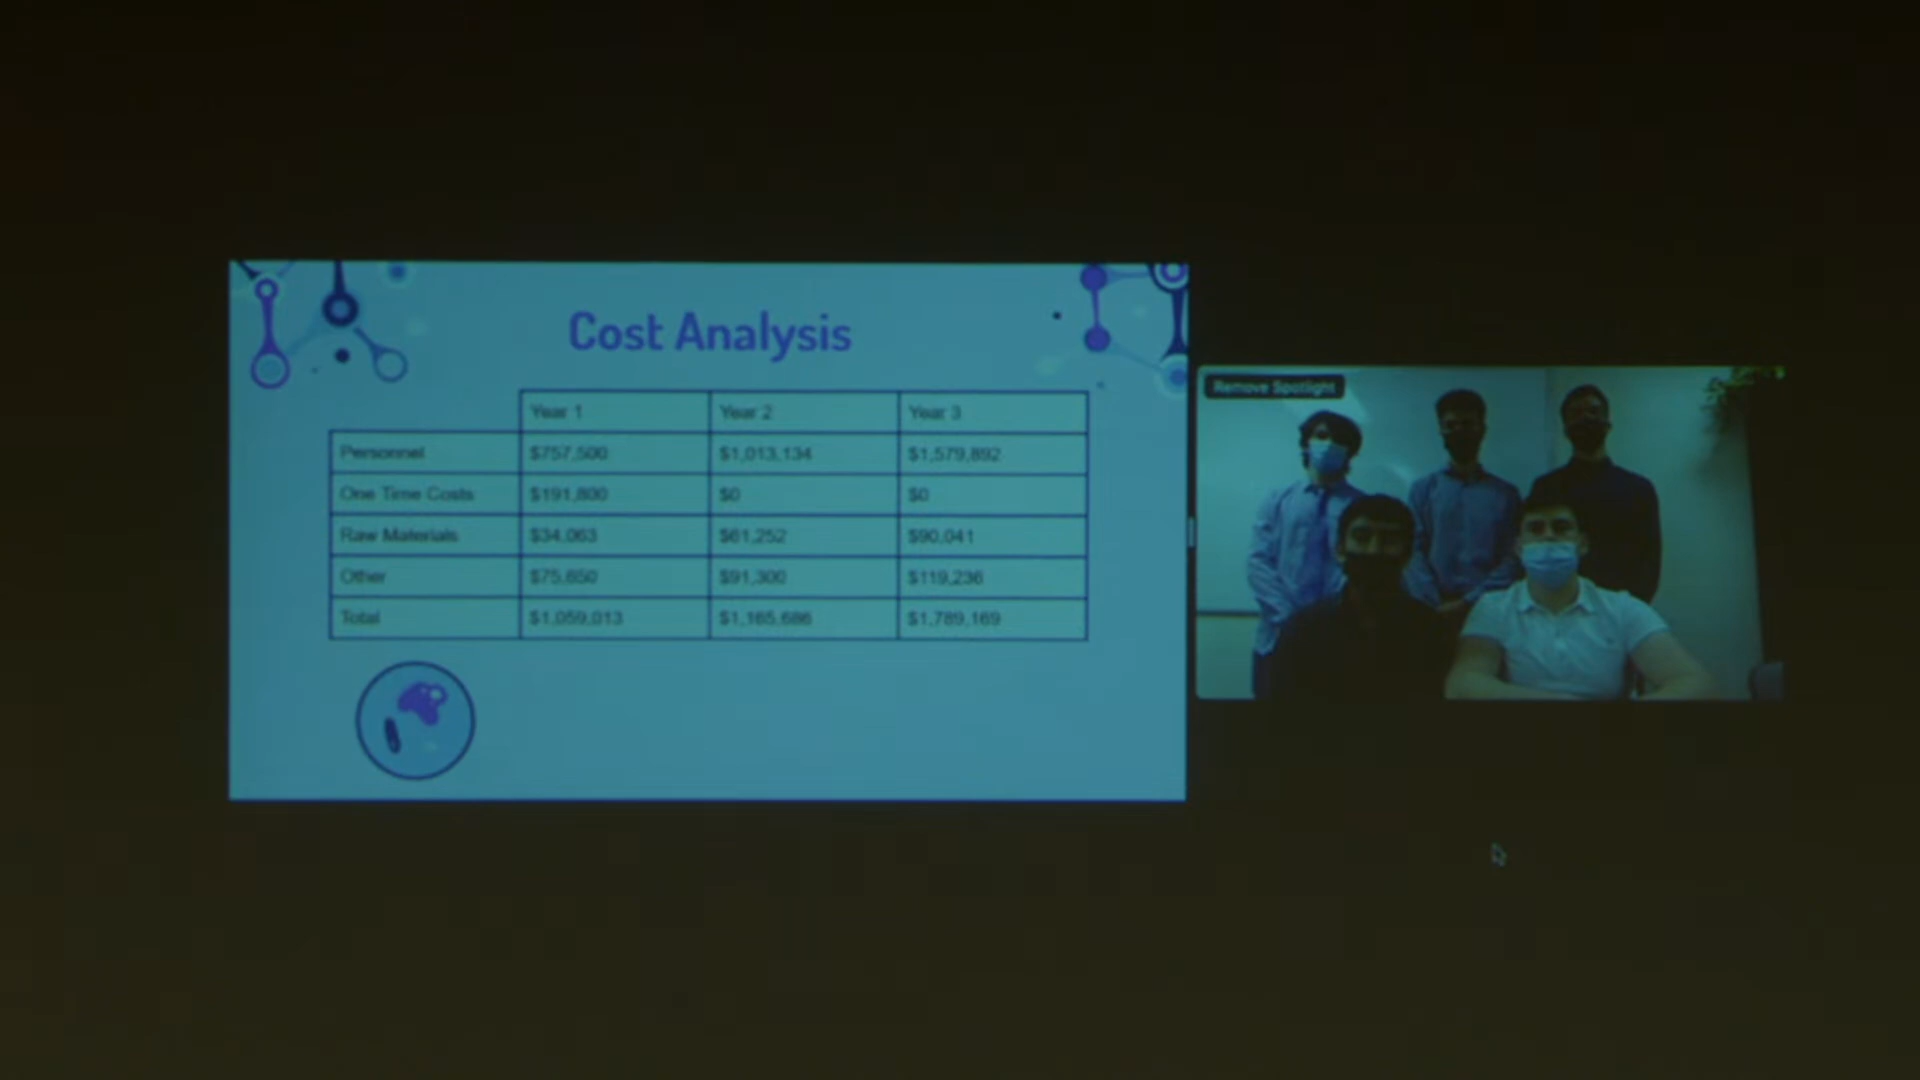 Cost Analysis
Year 1 Year 2 Year 3
Personnel $757,500 $1,013,134 $1,579,892
One Time Costs $191,800 $0 $0
Raw Materials $34,063 $61,252 $90,041
Other $75,650 $91,300 $119,236
Total $1,059,013 $1,165,686 $1,789,169
Remove Spotlight